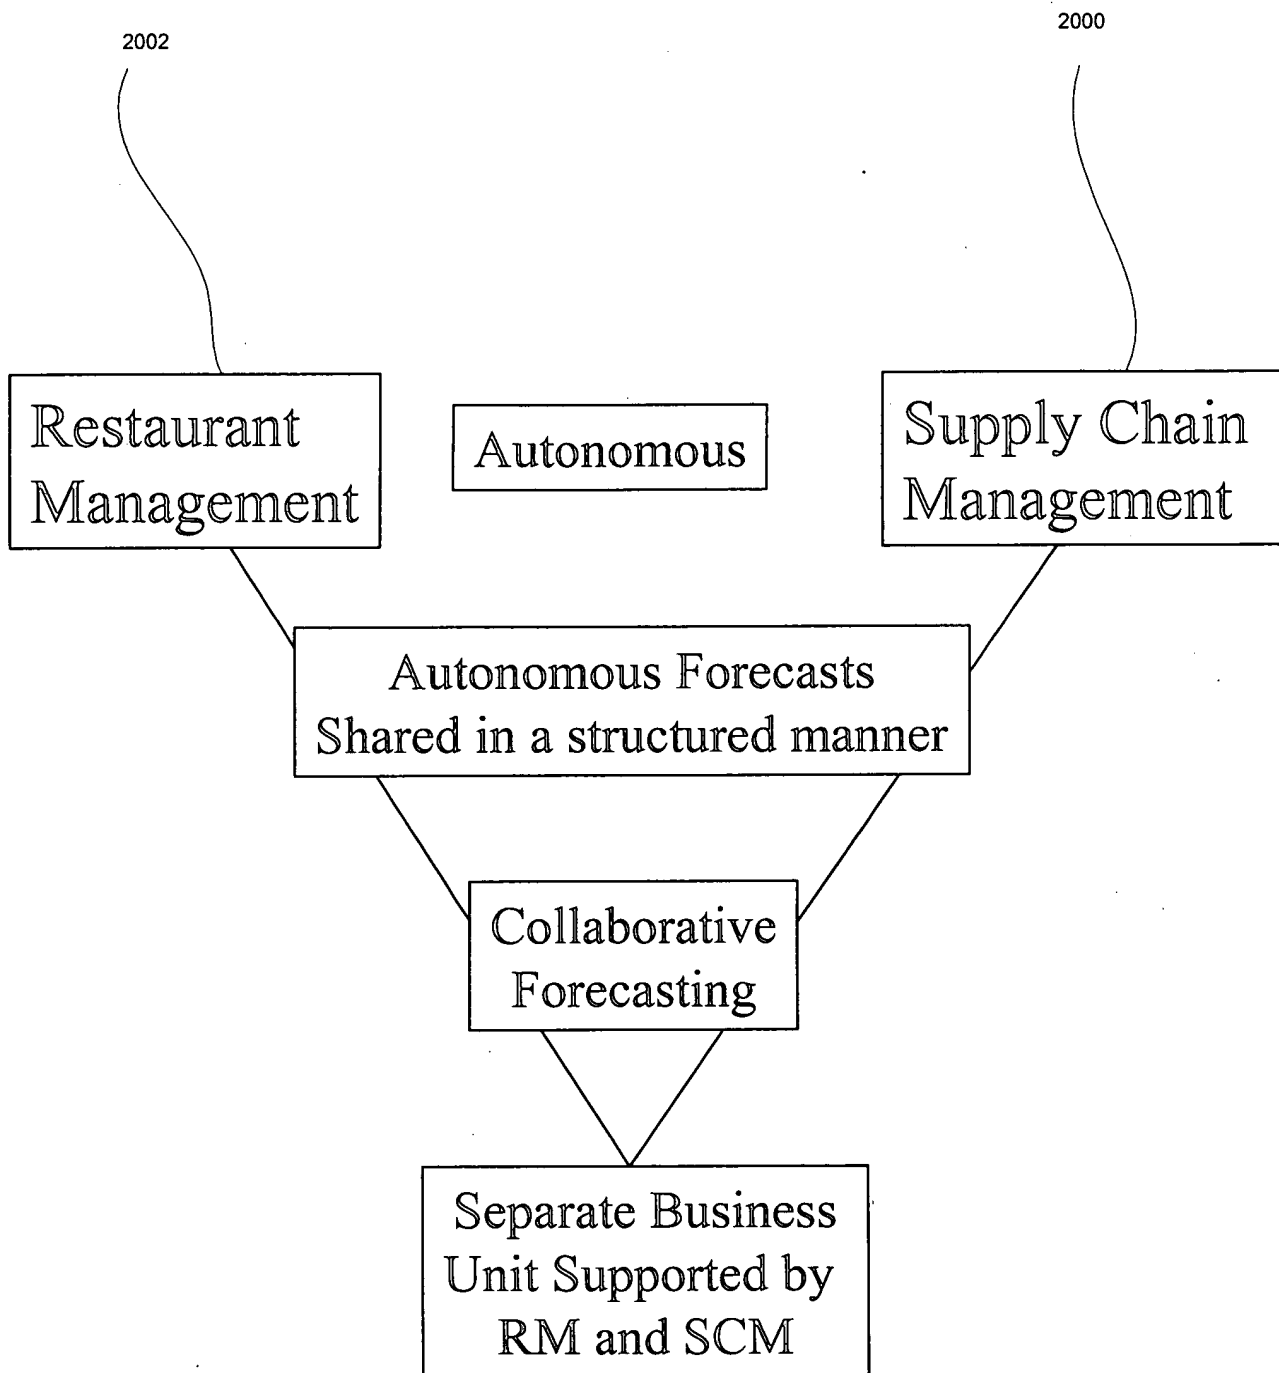 2002
2000
Restaurant
Management
Autonomous
Supply Chain
Management
Autonomous Forecasts
Shared in a structured manner
Collaborative
Forecasting
Separate Business
Unit Supported by
RM and SCM